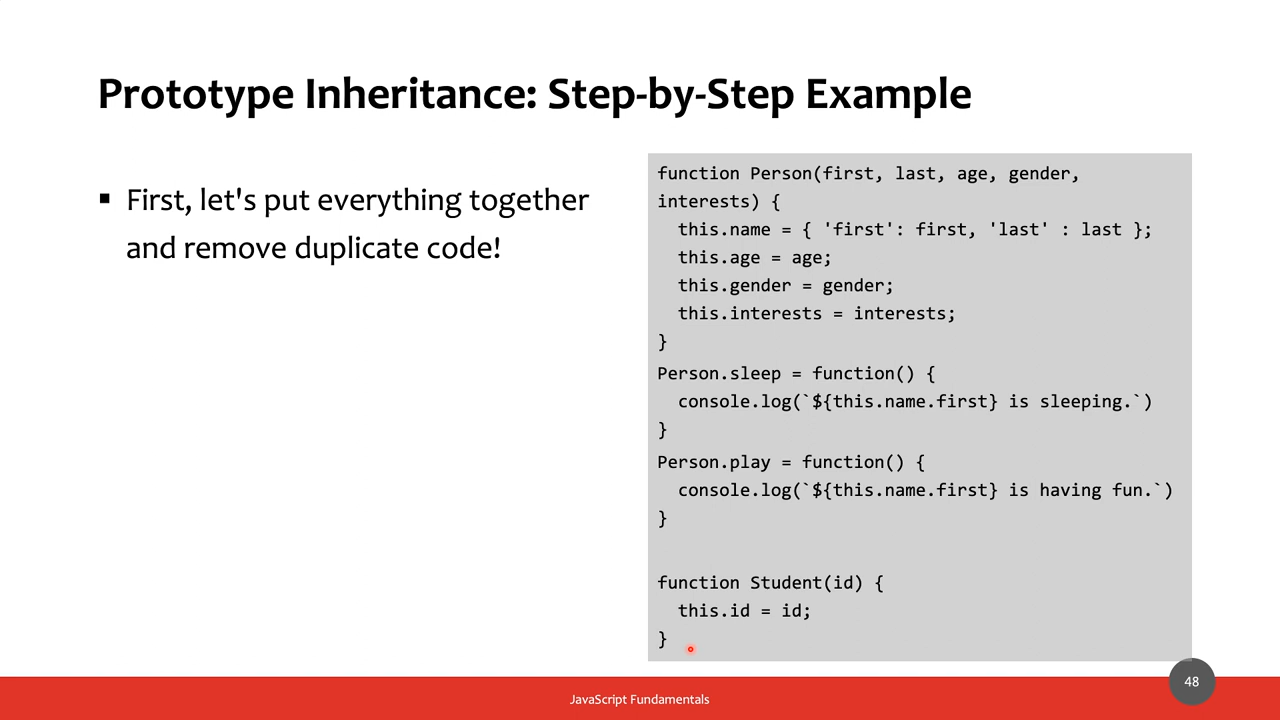 Prototype Inheritance: Step-by-Step Example
▪ First, let's put everything together
and remove duplicate code!
function Person(first, last, age, gender,
interests) {
  this.name = { 'first': first, 'last' : last };
  this.age = age;
  this.gender = gender;
  this.interests = interests;
}
Person.sleep = function() {
  console.log(`${this.name.first} is sleeping.`)
}
Person.play = function() {
  console.log(`${this.name.first} is having fun.`)
}
function Student(id) {
  this.id = id;
}
JavaScript Fundamentals
48